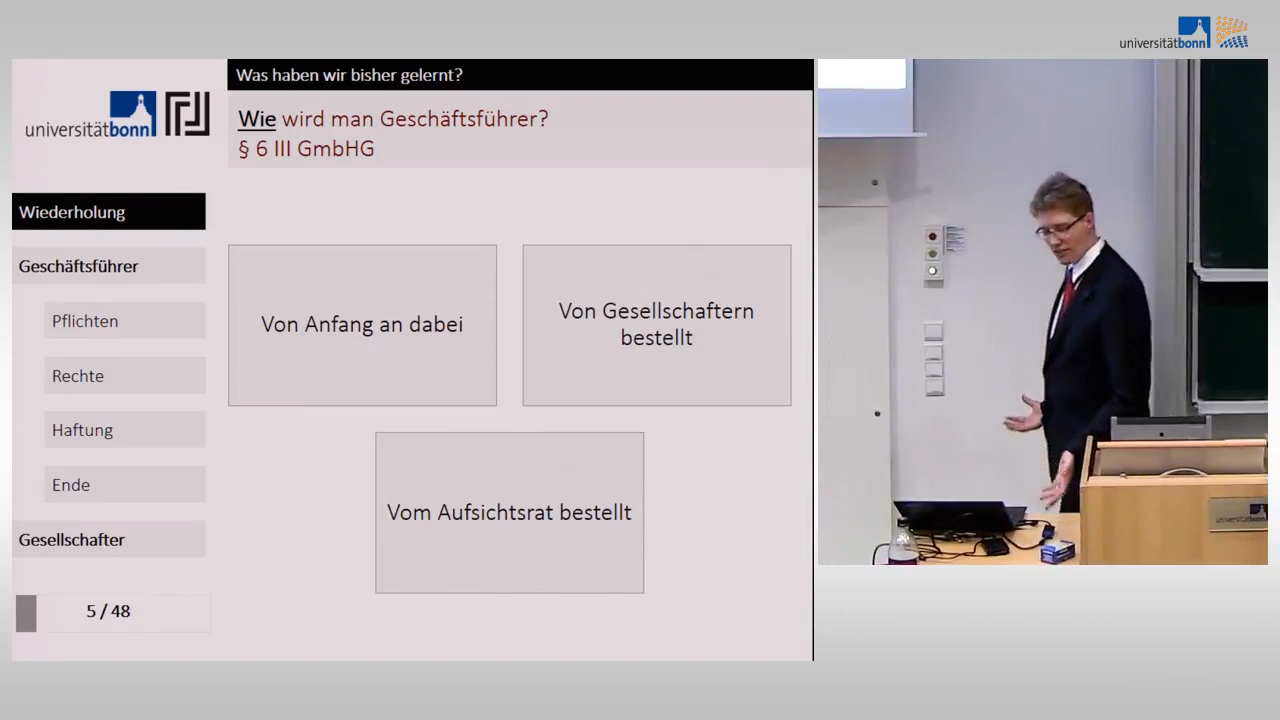 universitätbonn
Was haben wir bisher gelernt?
universitätbonn
Wie wird man Geschäftsführer?
§ 6 III GmbHG
Wiederholung
Geschäftsführer
Pflichten
Rechte
Haftung
Ende
Gesellschafter
5 / 48
Von Anfang an dabei
Von Gesellschaftern
bestellt
Vom Aufsichtsrat bestellt
universitätbonn